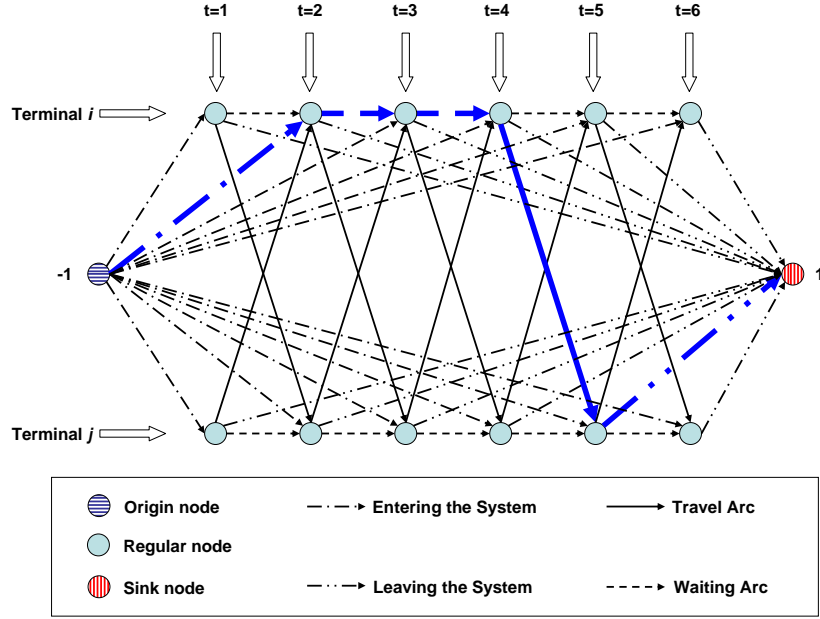 t=1 t=2 t=3 t=4 t=5 t=6
Terminal i
-1 1
Terminal j
Origin node Entering the System Travel Arc
Regular node
Sink node Leaving the System Waiting Arc